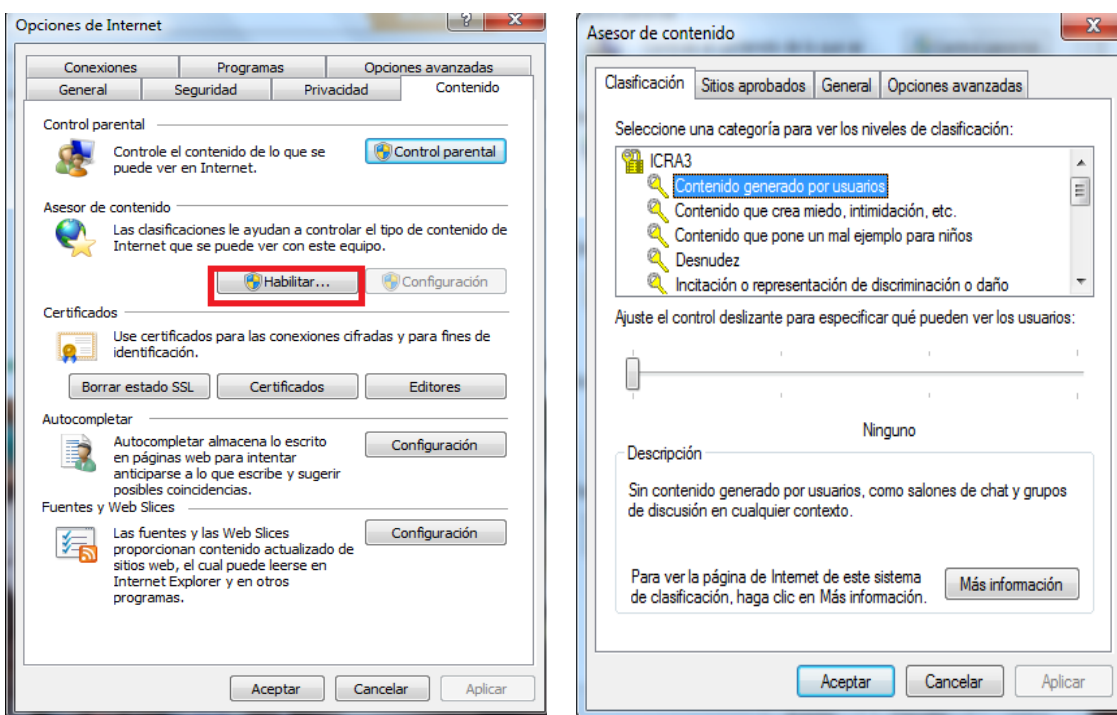 Opciones de Internet
Conexiones
Programas
Opciones avanzadas
General
Seguridad
Privacidad
Contenido
Control parental
Controle el contenido de lo que se
puede ver en Internet.
Control parental
Asesor de contenido
Las clasificaciones le ayudan a controlar el tipo de contenido de
Internet que se puede ver con este equipo.
Habilitar...
Configuración
Certificados
Use certificados para las conexiones cifradas y para fines de
identificación.
Borrar estado SSL
Certificados
Editores
Autocompletar
Autocompletar almacena lo escrito
en páginas web para intentar
anticiparse a lo que escribe y sugerir
posibles coincidencias.
Configuración
Fuentes y Web Slices
Las fuentes y las Web Slices
proporcionan contenido actualizado de
sitios web, el cual puede leerse en
Internet Explorer y en otros
programas.
Configuración
Aceptar
Cancelar
Aplicar
Asesor de contenido
Clasificación
Sitios aprobados
General
Opciones avanzadas
Seleccione una categoría para ver los niveles de clasificación:
ICRA3
Contenido generado por usuarios
Contenido que crea miedo, intimidación, etc.
Contenido que pone un mal ejemplo para niños
Desnudez
Incitación o representación de discriminación o daño
Ajuste el control deslizante para especificar qué pueden ver los usuarios:
Ninguno
Descripción
Sin contenido generado por usuarios, como salones de chat y grupos
de discusión en cualquier contexto.
Para ver la página de Internet de este sistema
de clasificación, haga clic en Más información.
Más información
Aceptar
Cancelar
Aplicar